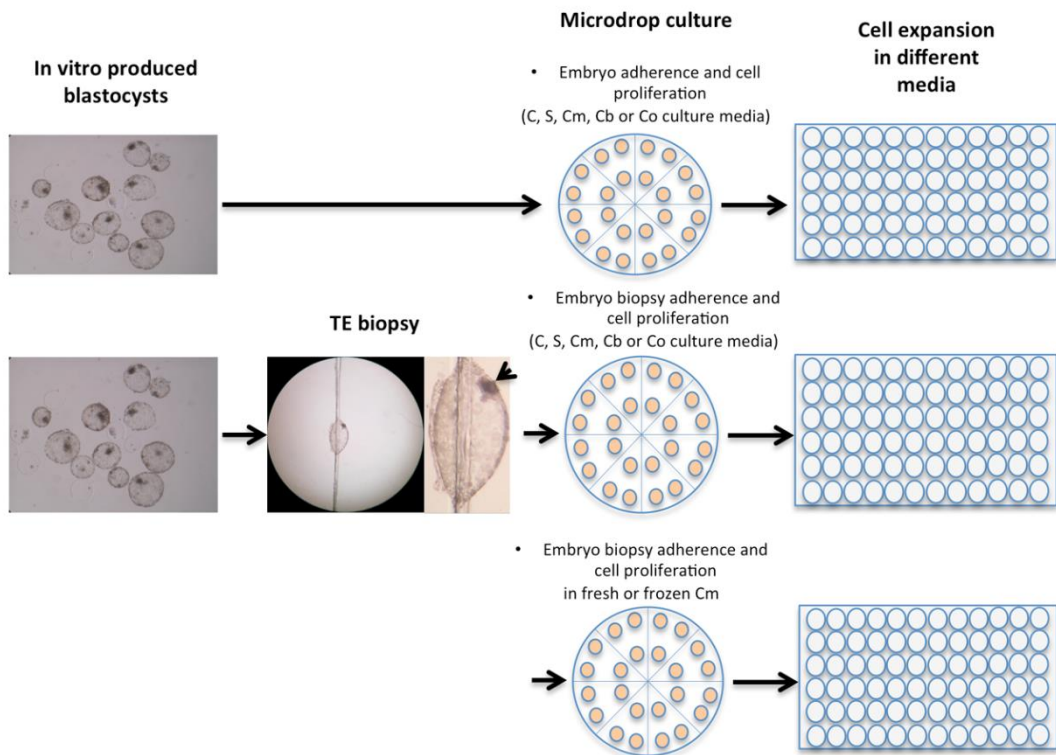 In vitro produced
blastocysts
Microdrop culture
• Embryo adherence and cell
proliferation
(C, S, Cm, Cb or Co culture media)
Cell expansion
in different
media
TE biopsy
• Embryo biopsy adherence and
cell proliferation
(C, S, Cm, Cb or Co culture media)
• Embryo biopsy adherence and
cell proliferation
in fresh or frozen Cm